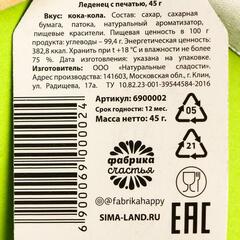 Леденец с печатью, 45 г
Вкус: кока-кола. Состав: сахар, сахарная
бумага, патока, натуральный ароматизатор,
пищевые красители. Пищевая ценность в 100 г
продукта: углеводы – 99,4 г. Энергетическая ценность:
382,8 ккал. Хранить при t +18 °C и влажности не более
75 %. Дата изготовления: указана на упаковке.
Изготовитель: ООО «Натуральные сладости»
Адрес производства: 141603, Московская обл., г. Клин,
ул. Радищева, 17а. ТУ 10.82.23-001-39544584-2016
Артикул: 6900002
Срок годности: 12 мес.
Масса нетто: 45 г.
6900069000024
05
21
фабрика
счастья
@fabrikahappy
SIMA-LAND.RU
EAC